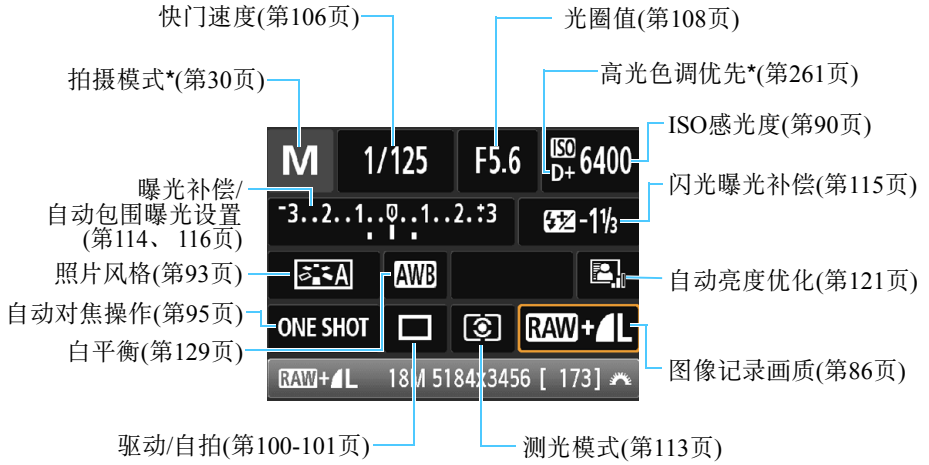 快门速度(第106页)
光圈值(第108页)
拍摄模式*(第30页)
高光色调优先*(第261页)
ISO感光度(第90页)
M 1/125 F5.6 ISO D+ 6400
曝光补偿/
自动包围曝光设置
(第114、 116页)
闪光曝光补偿(第115页)
-3..2..1..0..1..2.:+3
-1⅓
照片风格(第93页)
A AWB
自动亮度优化(第121页)
自动对焦操作(第95页)
ONE SHOT RAW+L
白平衡(第129页)
图像记录画质(第86页)
RAW+L 18M 5184x3456 [ 173]
驱动/自拍(第100-101页)
测光模式(第113页)